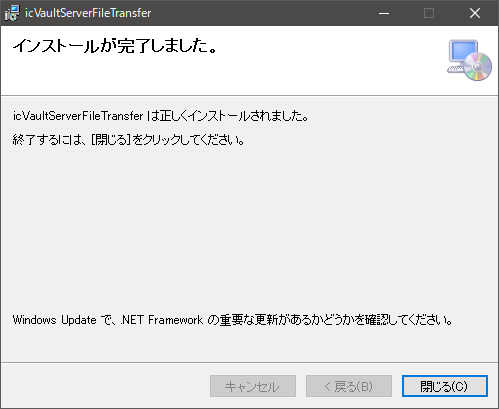 icVaultServerFileTransfer
インストールが完了しました。
icVaultServerFileTransfer は正しくインストールされました。
終了するには、[閉じる]をクリックしてください。
Windows Update で、.NET Framework の重要な更新があるかどうかを確認してください。
キャンセル
< 戻る(B)
閉じる(C)